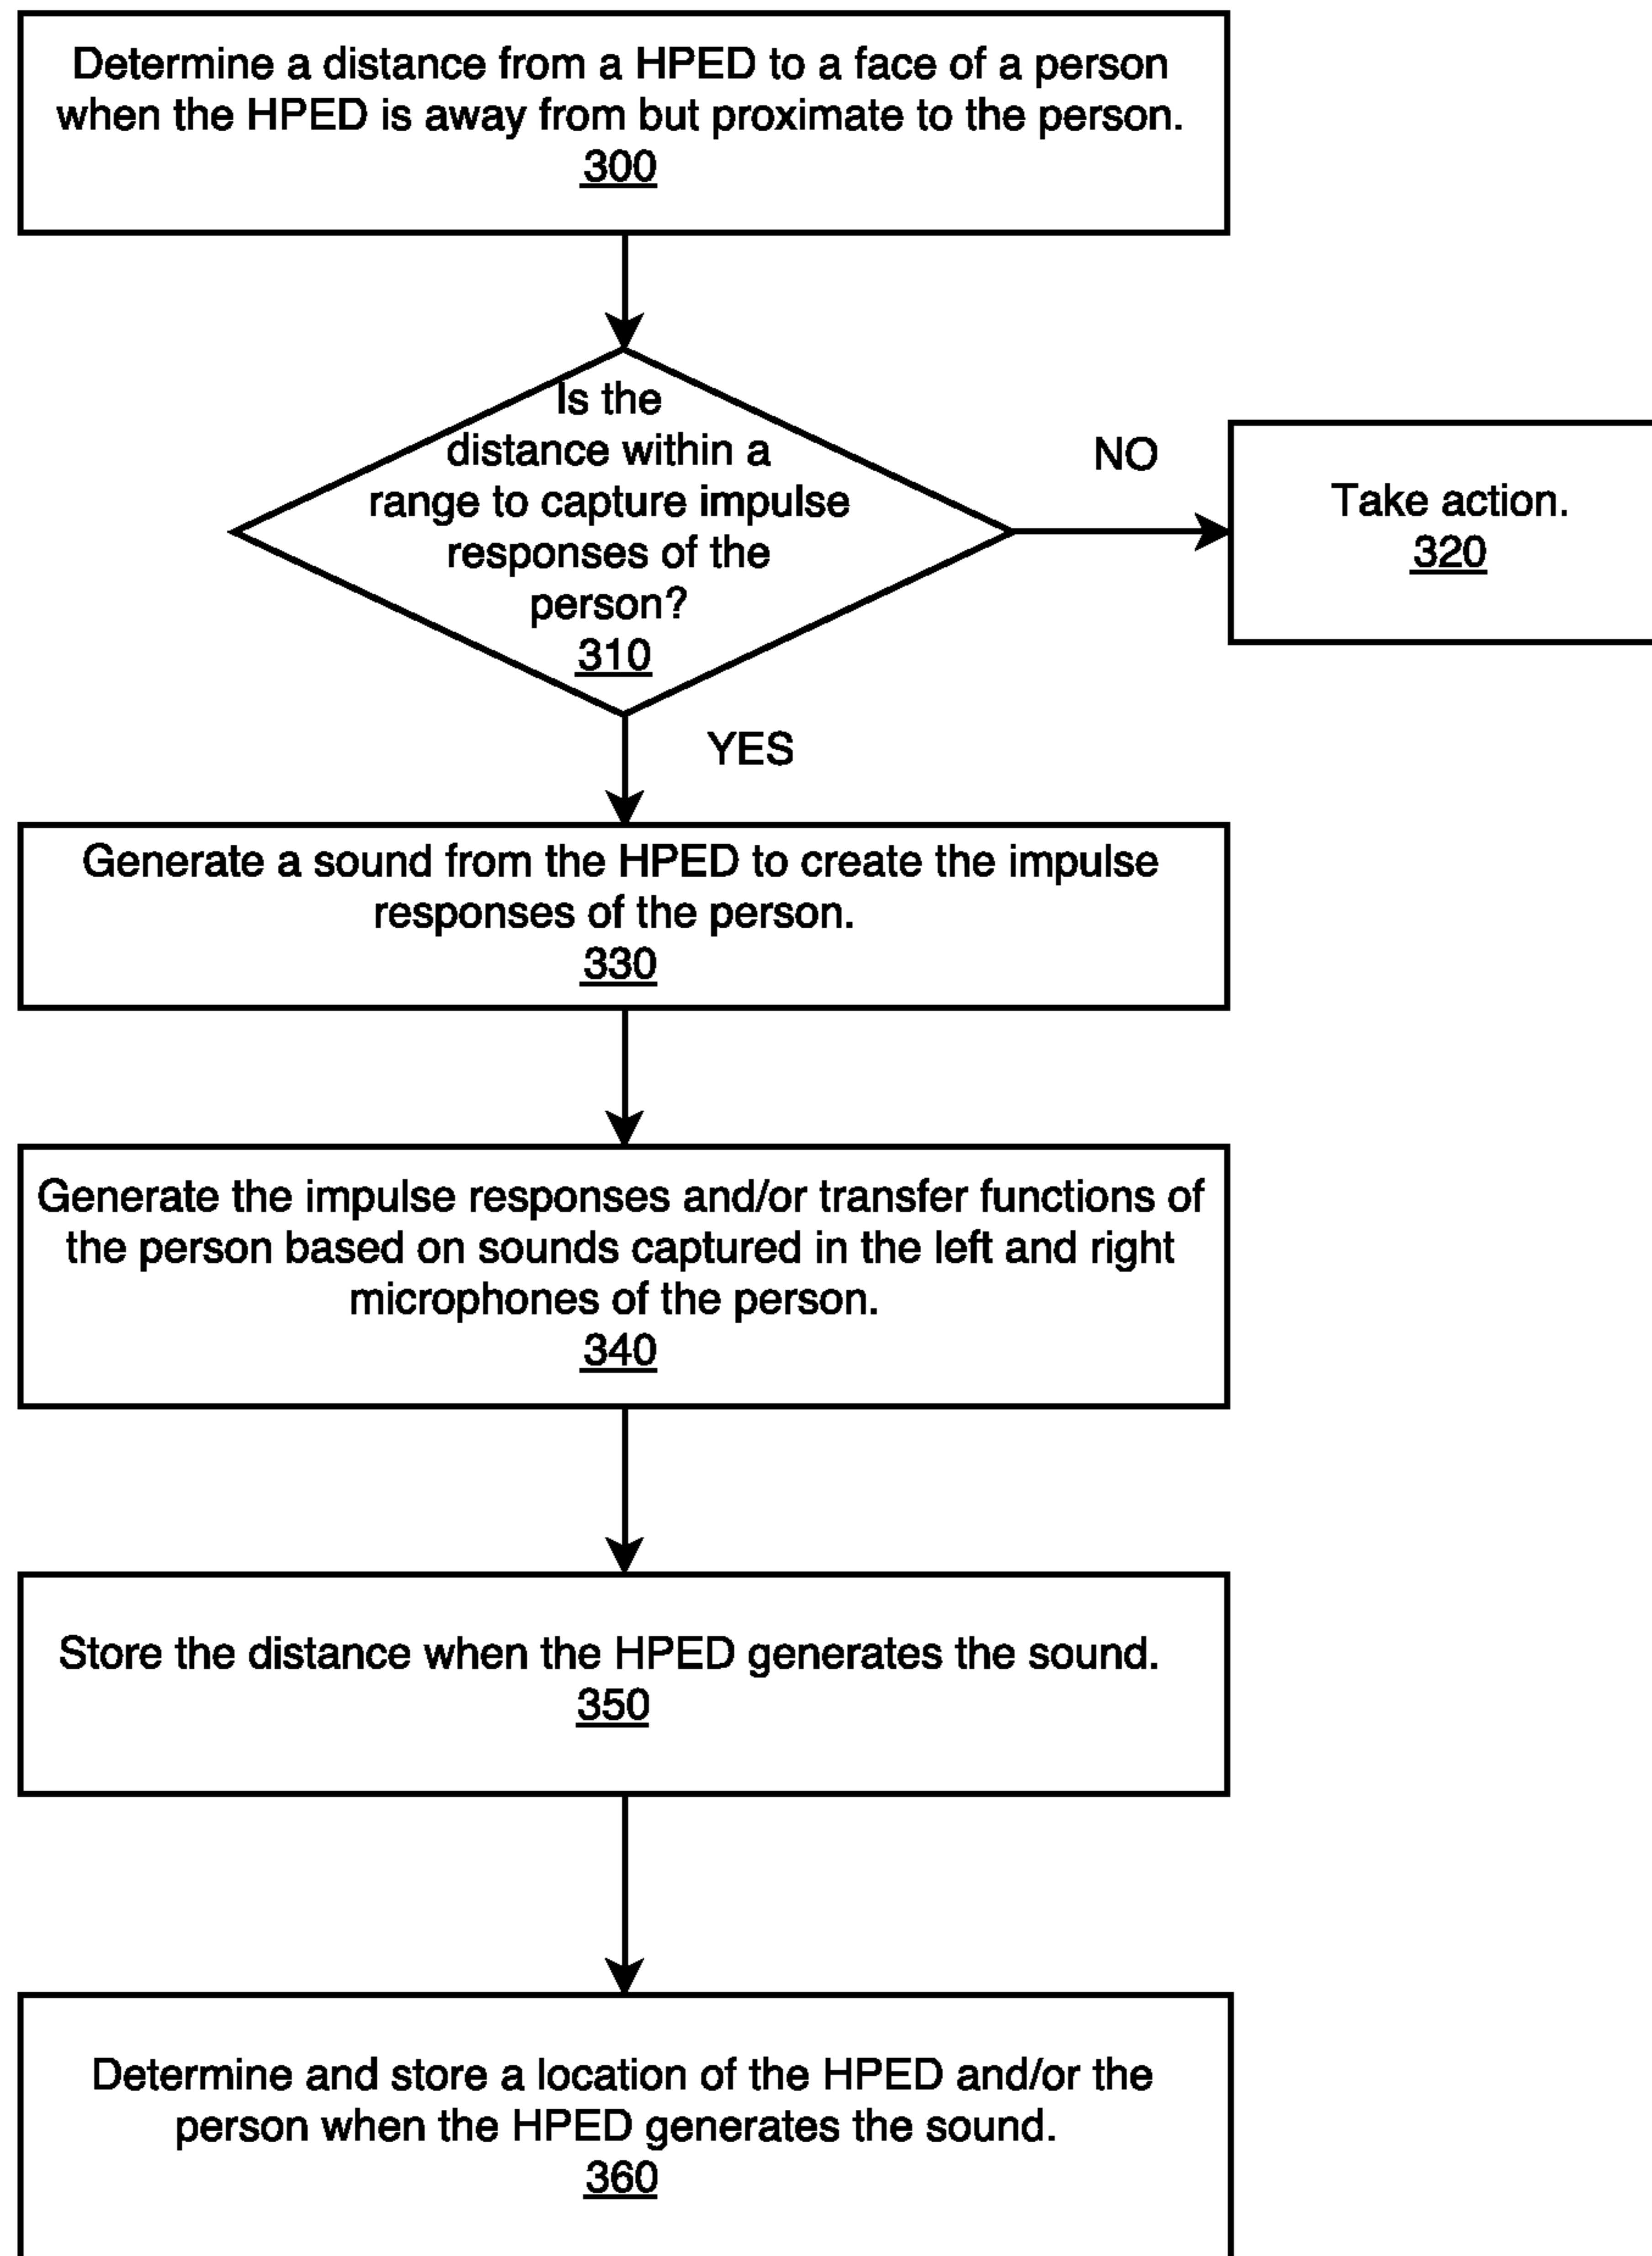 Determine a distance from a HPED to a face of a person
when the HPED is away from but proximate to the person.
300
Is the
distance within a
range to capture impulse
responses of the
person?
310
NO
Take action.
320
YES
Generate a sound from the HPED to create the impulse
responses of the person.
330
Generate the impulse responses and/or transfer functions of
the person based on sounds captured in the left and right
microphones of the person.
340
Store the distance when the HPED generates the sound.
350
Determine and store a location of the HPED and/or the
person when the HPED generates the sound.
360